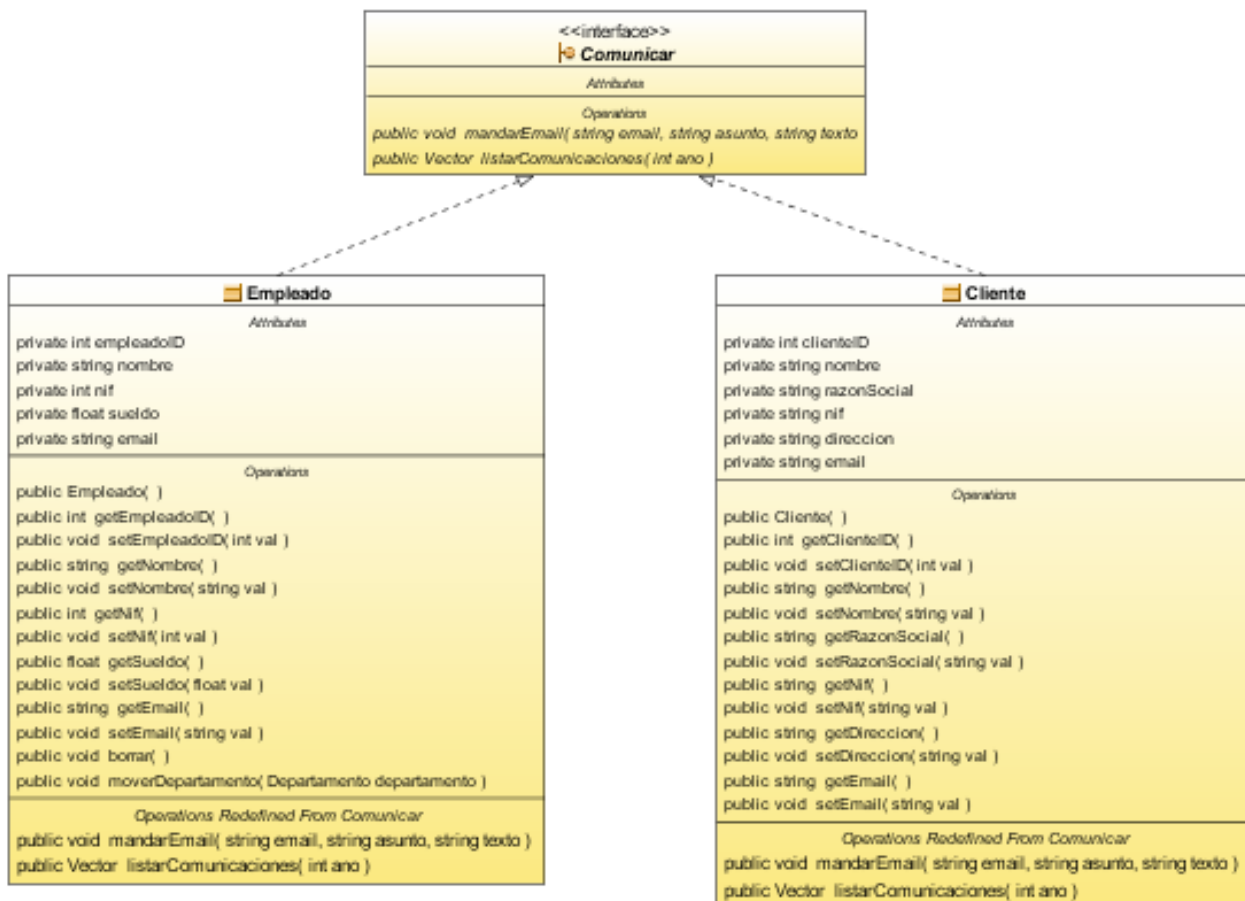 <<interface>>
Comunicar
Attributes
Operations
public void mandarEmail( string email, string asunto, string texto
public Vector listarComunicaciones( int ano )
Empleado
Attributes
private int empleadoID
private string nombre
private int nif
private float sueldo
private string email
Operations
public Empleado( )
public int getEmpleadoID( )
public void setEmpleadoID( int val )
public string getNombre( )
public void setNombre( string val )
public int getNif( )
public void setNif( int val )
public float getSueldo( )
public void setSueldo( float val )
public string getEmail( )
public void setEmail( string val )
public void borrar( )
public void moverDepartamento( Departamento departamento )
Operations Redefined From Comunicar
public void mandarEmail( string email, string asunto, string texto )
public Vector listarComunicaciones( int ano )
Cliente
Attributes
private int clienteID
private string nombre
private string razonSocial
private string nif
private string direccion
private string email
Operations
public Cliente( )
public int getClienteID( )
public void setClienteID( int val )
public string getNombre( )
public void setNombre( string val )
public string getRazonSocial( )
public void setRazonSocial( string val )
public string getNif( )
public void setNif( string val )
public string getDireccion( )
public void setDireccion( string val )
public string getEmail( )
public void setEmail( string val )
Operations Redefined From Comunicar
public void mandarEmail( string email, string asunto, string texto )
public Vector listarComunicaciones( int ano )